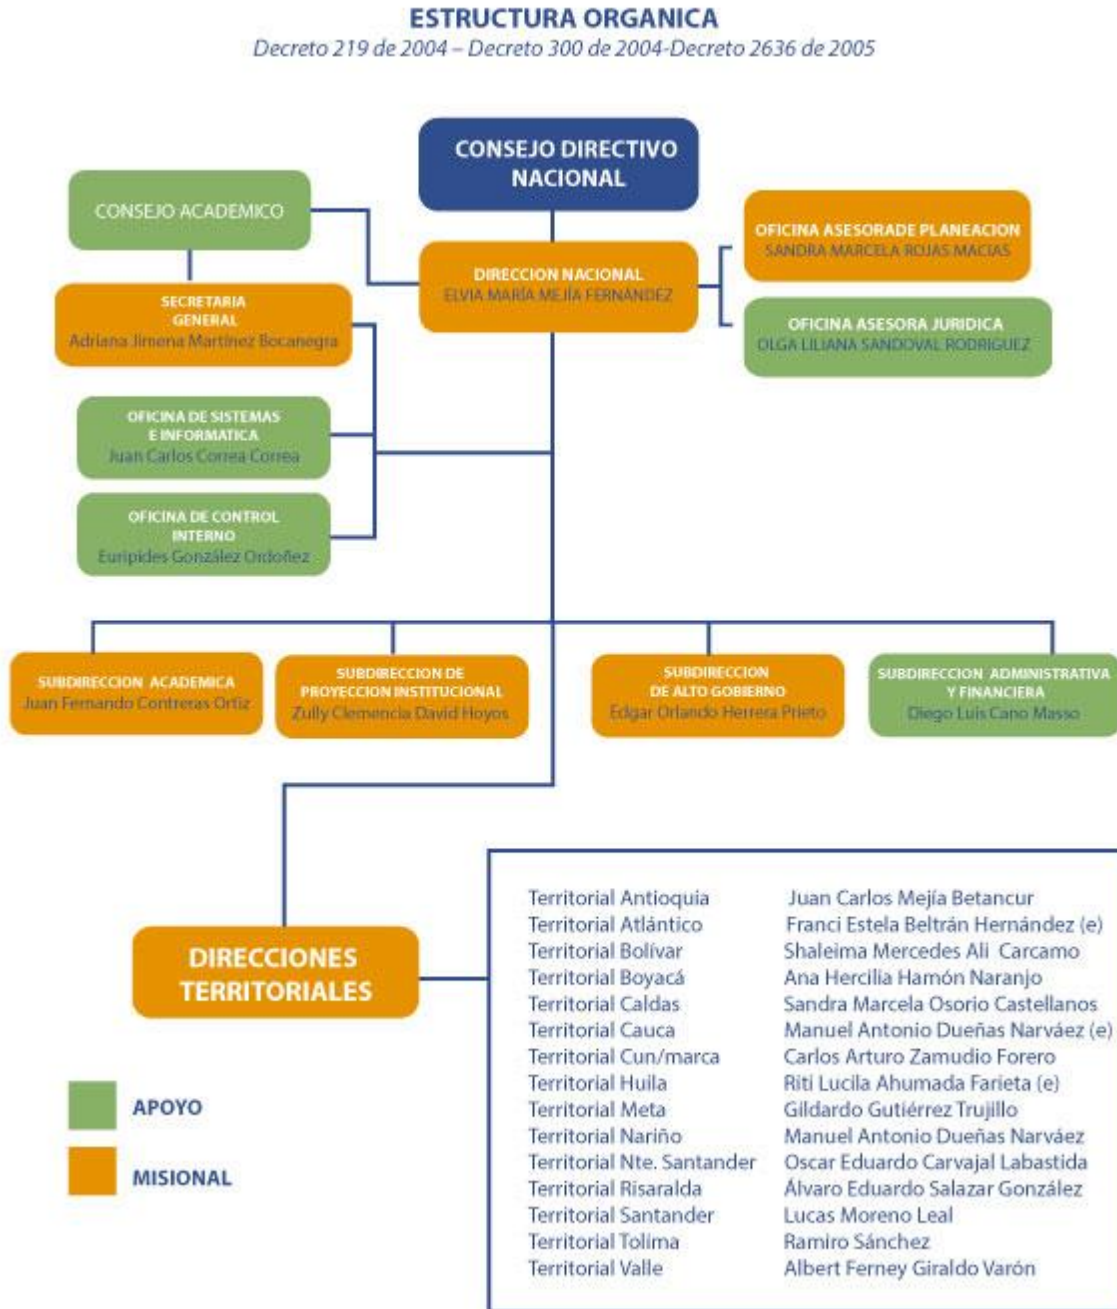 ESTRUCTURA ORGANICA
Decreto 219 de 2004 – Decreto 300 de 2004-Decreto 2636 de 2005
CONSEJO DIRECTIVO
NACIONAL
CONSEJO ACADEMICO
OFICINA ASESORADE PLANEACION
SANDRA MARCELA ROJAS MACIAS
DIRECCION NACIONAL
ELVIA MARÍA MEJÍA FERNÁNDEZ
SECRETARIA
GENERAL
Adriana Jimena Martínez Bocanegra
OFICINA ASESORA JURIDICA
OLGA LILIANA SANDOVAL RODRIGUEZ
OFICINA DE SISTEMAS
E INFORMATICA
Juan Carlos Correa Correa
OFICINA DE CONTROL
INTERNO
Euripides González Ordoñez
SUBDIRECCION ACADEMICA
Juan Fernando Contreras Ortiz
SUBDIRECCION DE
PROYECCION INSTITUCIONAL
Zully Clemencia David Hoyos
SUBDIRECCION
DE ALTO GOBIERNO
Edgar Orlando Herrera Prieto
SUBDIRECCION ADMINISTRATIVA
Y FINANCIERA
Diego Luis Cano Masso
DIRECCIONES
TERRITORIALES
Territorial Antioquia Juan Carlos Mejía Betancur
Territorial Atlántico Franci Estela Beltrán Hernández (e)
Territorial Bolívar Shaleima Mercedes Ali Carcamo
Territorial Boyacá Ana Hercilia Hamón Naranjo
Territorial Caldas Sandra Marcela Osorio Castellanos
Territorial Cauca Manuel Antonio Dueñas Narváez (e)
Territorial Cun/marca Carlos Arturo Zamudio Forero
Territorial Huila Riti Lucila Ahumada Farieta (e)
Territorial Meta Gildardo Gutiérrez Trujillo
Territorial Nariño Manuel Antonio Dueñas Narváez
Territorial Nte. Santander Oscar Eduardo Carvajal Labastida
Territorial Risaralda Álvaro Eduardo Salazar González
Territorial Santander Lucas Moreno Leal
Territorial Tolima Ramiro Sánchez
Territorial Valle Albert Ferney Giraldo Varón
APOYO
MISIONAL